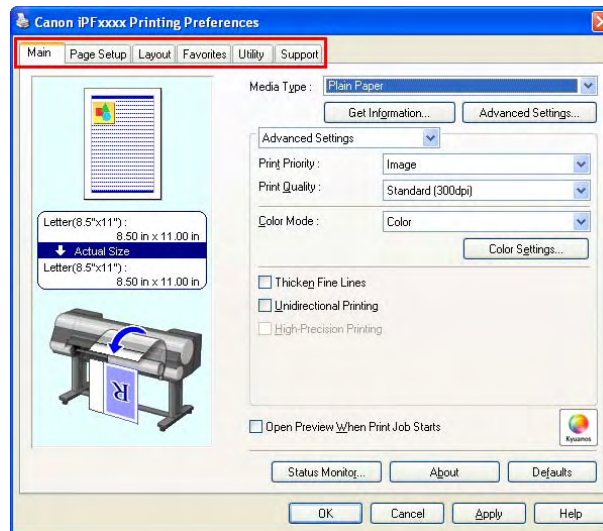 Canon iPFxxxx Printing Preferences
Main Page Setup Layout Favorites Utility Support
Media Type : Plain Paper
Get Information... Advanced Settings...
Advanced Settings
Print Priority : Image
Print Quality : Standard (300dpi)
Color Mode : Color
Color Settings...
Thicken Fine Lines
Unidirectional Printing
High-Precision Printing
Letter(8.5"x11") :
8.50 in x 11.00 in
Actual Size
Letter(8.5"x11") :
8.50 in x 11.00 in
R
Open Preview When Print Job Starts
Kyuanos
Status Monitor... About Defaults
OK Cancel Apply Help